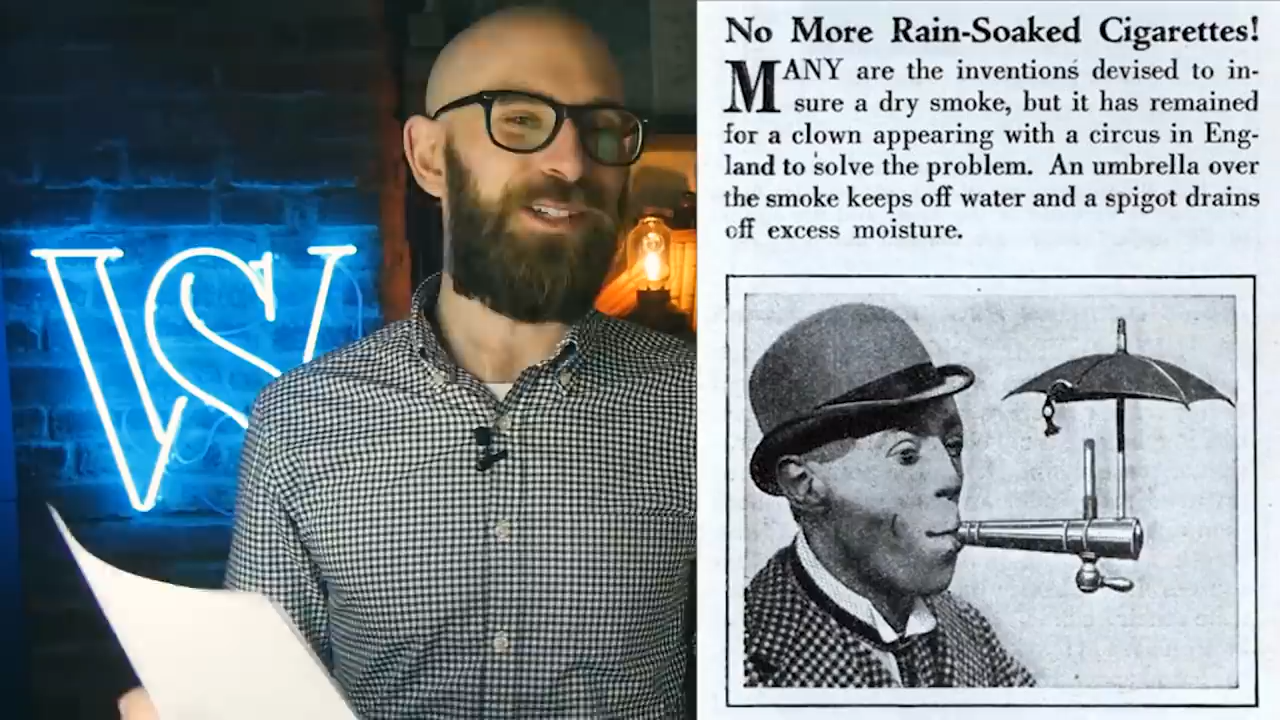 VS
No More Rain-Soaked Cigarettes!
MANY are the inventions devised to in-
sure a dry smoke, but it has remained
for a clown appearing with a circus in Eng-
land to solve the problem. An umbrella over
the smoke keeps off water and a spigot drains
off excess moisture.